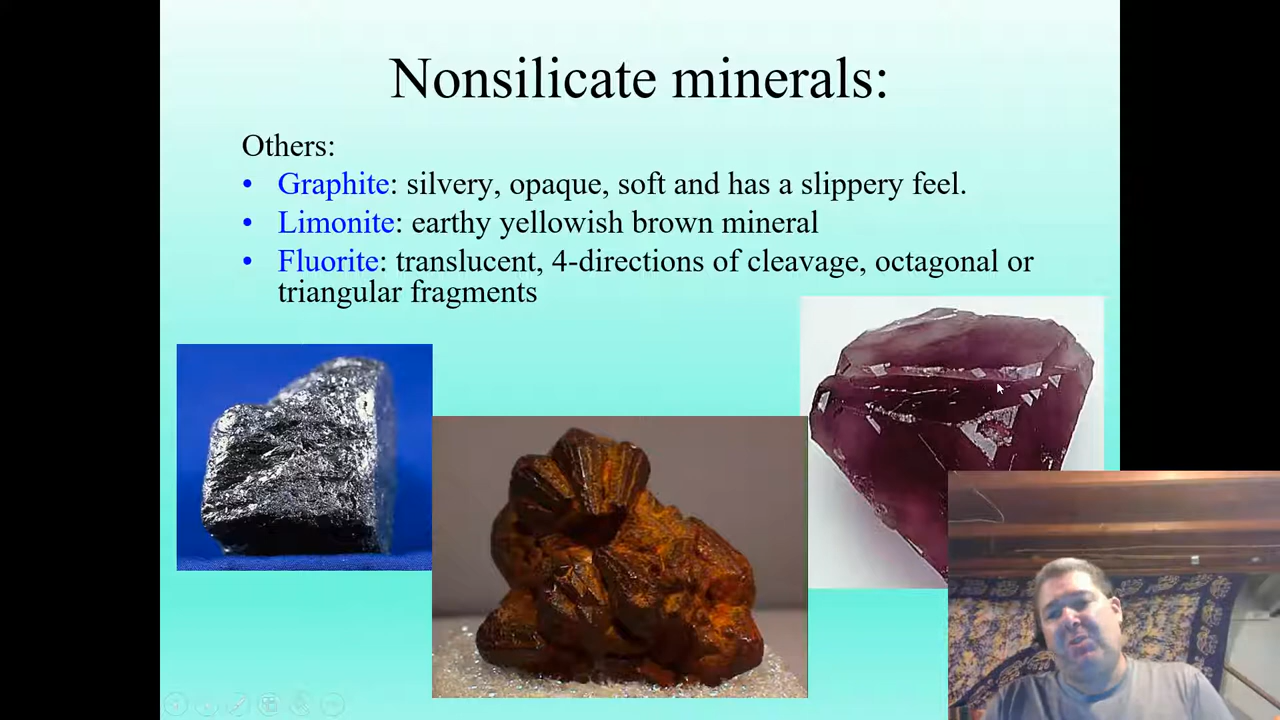 Nonsilicate minerals:
Others:
• Graphite: silvery, opaque, soft and has a slippery feel.
• Limonite: earthy yellowish brown mineral
• Fluorite: translucent, 4-directions of cleavage, octagonal or
triangular fragments